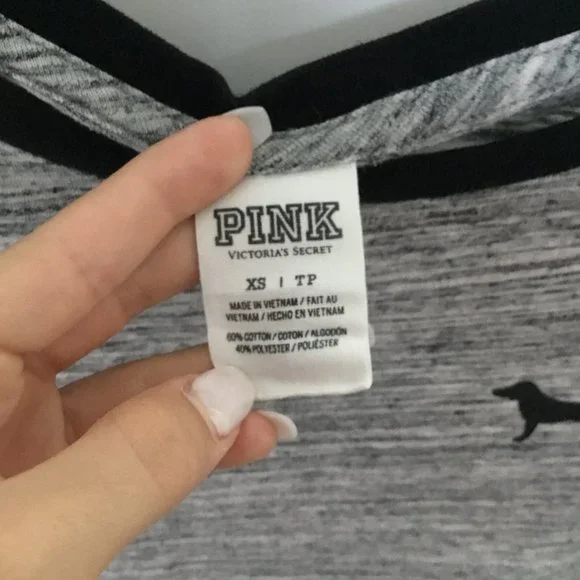 PINK
VICTORIA'S SECRET
XS | TP
MADE IN VIETNAM / FAIT AU
VIETNAM / HECHO EN VIETNAM
60% COTTON / COTON / ALGODÓN
40% POLYESTER / POLIÉSTER